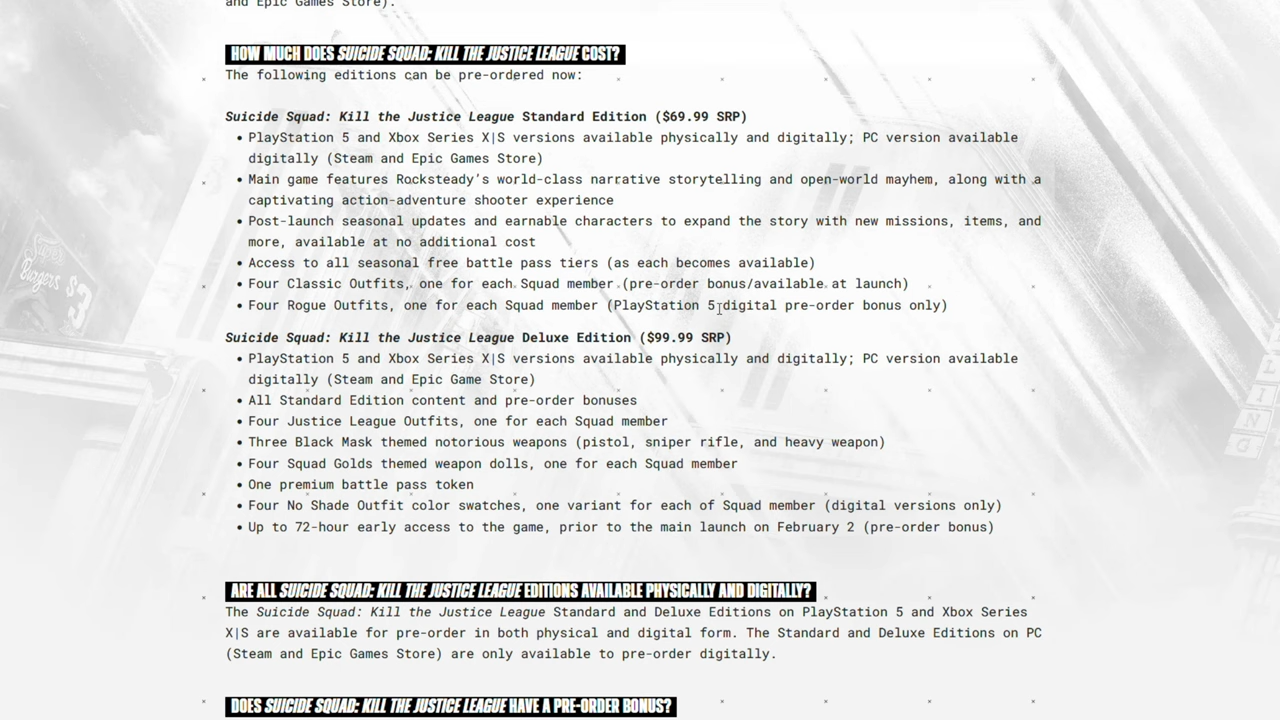 and Epic Games Store).
HOW MUCH DOES SUICIDE SQUAD: KILL THE JUSTICE LEAGUE COST?
The following editions can be pre-ordered now:
Suicide Squad: Kill the Justice League Standard Edition ($69.99 SRP)
• PlayStation 5 and Xbox Series X|S versions available physically and digitally; PC version available
digitally (Steam and Epic Games Store)
• Main game features Rocksteady's world-class narrative storytelling and open-world mayhem, along with a
captivating action-adventure shooter experience
• Post-launch seasonal updates and earnable characters to expand the story with new missions, items, and
more, available at no additional cost
• Access to all seasonal free battle pass tiers (as each becomes available)
• Four Classic Outfits, one for each Squad member (pre-order bonus/available at launch)
• Four Rogue Outfits, one for each Squad member (PlayStation 5 digital pre-order bonus only)
Suicide Squad: Kill the Justice League Deluxe Edition ($99.99 SRP)
• PlayStation 5 and Xbox Series X|S versions available physically and digitally; PC version available
digitally (Steam and Epic Game Store)
• All Standard Edition content and pre-order bonuses
• Four Justice League Outfits, one for each Squad member
• Three Black Mask themed notorious weapons (pistol, sniper rifle, and heavy weapon)
• Four Squad Golds themed weapon dolls, one for each Squad member
• One premium battle pass token
• Four No Shade Outfit color swatches, one variant for each of Squad member (digital versions only)
• Up to 72-hour early access to the game, prior to the main launch on February 2 (pre-order bonus)
ARE ALL SUICIDE SQUAD: KILL THE JUSTICE LEAGUE EDITIONS AVAILABLE PHYSICALLY AND DIGITALLY?
The Suicide Squad: Kill the Justice League Standard and Deluxe Editions on PlayStation 5 and Xbox Series
X|S are available for pre-order in both physical and digital form. The Standard and Deluxe Editions on PC
(Steam and Epic Games Store) are only available to pre-order digitally.
DOES SUICIDE SQUAD: KILL THE JUSTICE LEAGUE HAVE A PRE-ORDER BONUS?
Burgers $3